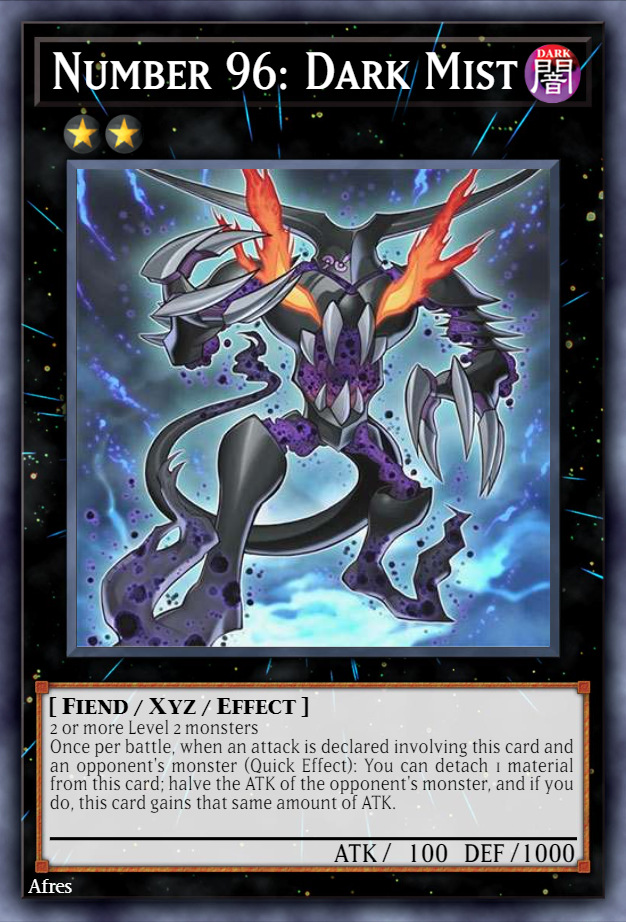 Number 96: Dark Mist
DARK
闇
96
[ Fiend / Xyz / Effect ]
2 or more Level 2 monsters
Once per battle, when an attack is declared involving this card and
an opponent's monster (Quick Effect): You can detach 1 material
from this card; halve the ATK of the opponent's monster, and if you
do, this card gains that same amount of ATK.
ATK / 100 DEF /1000
Afres